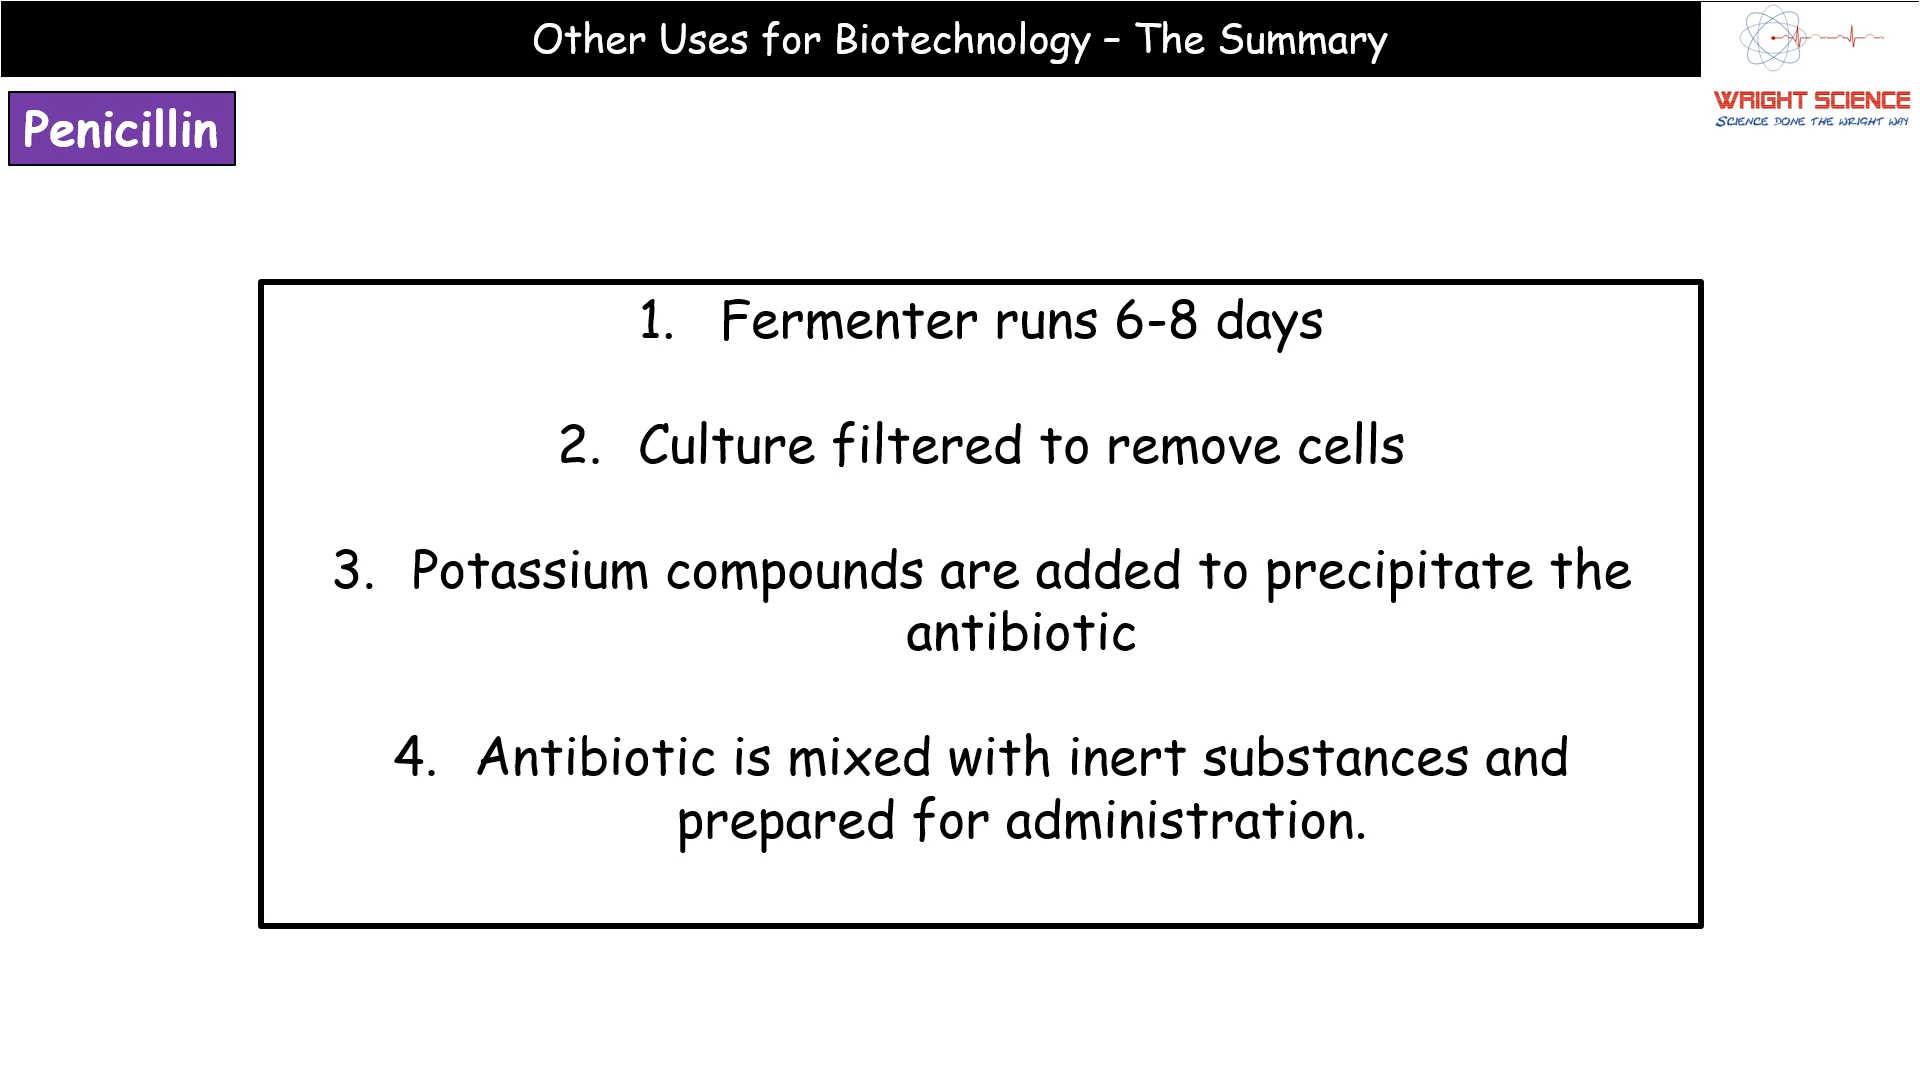 Other Uses for Biotechnology – The Summary
WRIGHT SCIENCE
SCIENCE DONE THE WRIGHT WAY
Penicillin
1. Fermenter runs 6-8 days
2. Culture filtered to remove cells
3. Potassium compounds are added to precipitate the
antibiotic
4. Antibiotic is mixed with inert substances and
prepared for administration.